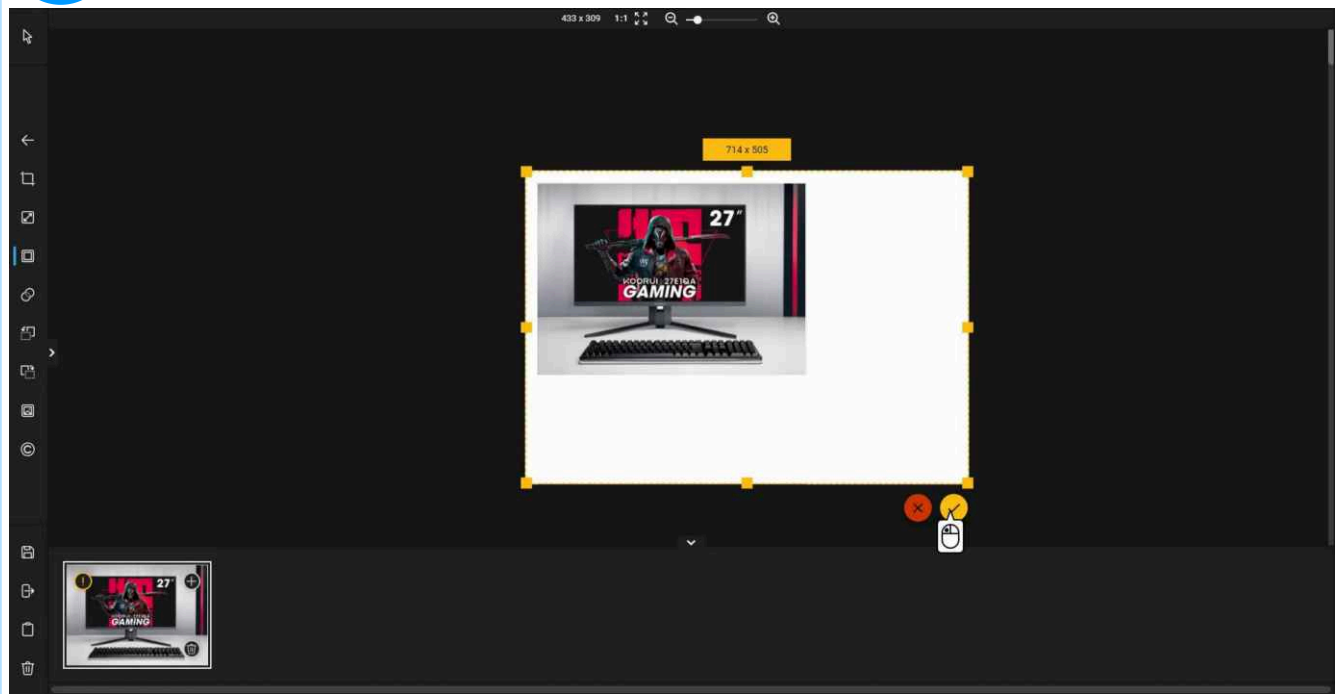 433 x 309 1:1
714 x 505
27"
KOORUI 27E1QA
GAMING
27"
GAMING